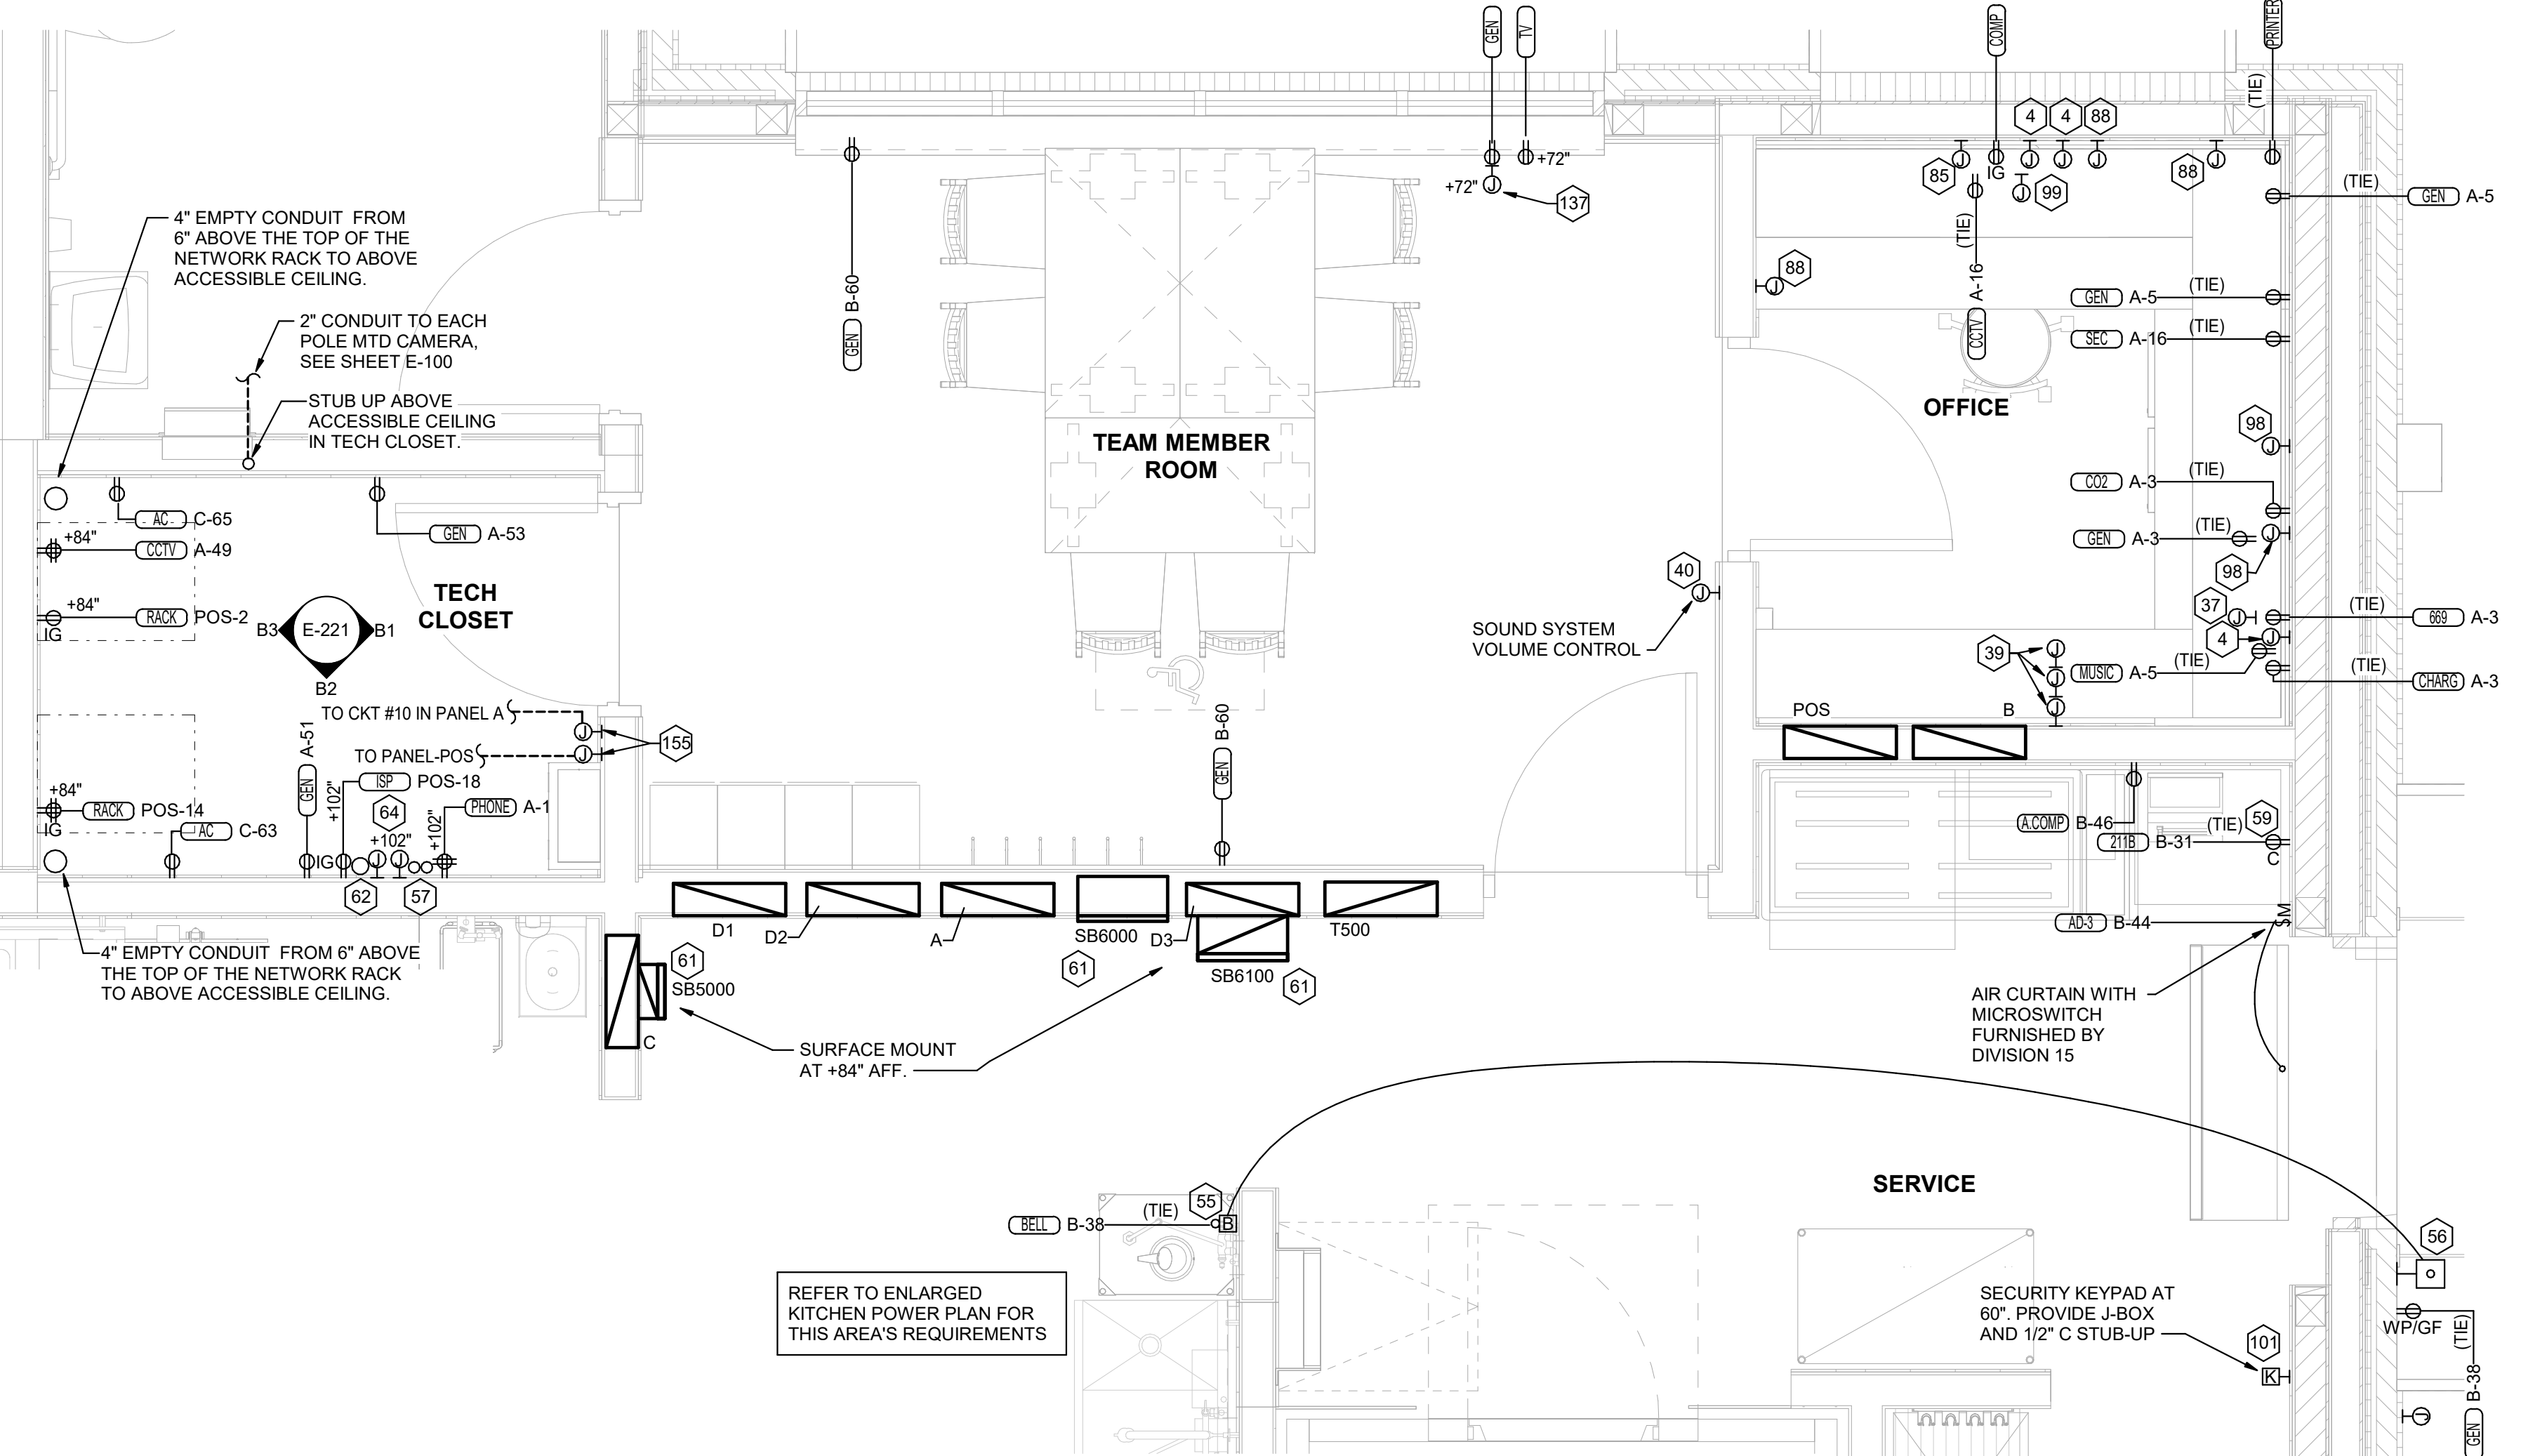 GEN
TV
COMP
PRINTER
(TIE)
4
4
88
+72"
+72"
137
85
IG
99
88
(TIE)
GEN A-5
4" EMPTY CONDUIT FROM
6" ABOVE THE TOP OF THE
NETWORK RACK TO ABOVE
ACCESSIBLE CEILING.
2" CONDUIT TO EACH
POLE MTD CAMERA,
SEE SHEET E-100
STUB UP ABOVE
ACCESSIBLE CEILING
IN TECH CLOSET.
GEN B-60
88
(TIE)
CCTV A-16
GEN A-5 (TIE)
SEC A-16 (TIE)
OFFICE
TEAM MEMBER
ROOM
98
CO2 A-3 (TIE)
GEN A-3 (TIE)
98
AC C-65
+84"
CCTV A-49
GEN A-53
+84"
RACK POS-2
IG
TECH
CLOSET
B3 E-221 B1
B2
40
SOUND SYSTEM
VOLUME CONTROL
37
(TIE)
669 A-3
4
39
MUSIC A-5 (TIE)
(TIE)
CHARG A-3
TO CKT #10 IN PANEL A
TO PANEL-POS
155
GEN A-51
ISP POS-18
+102"
64
+102"
PHONE A-1
+102"
+84"
RACK POS-14
IG
AC C-63
IG
J
J
62
57
GEN B-60
POS
B
A.COMP B-46
211B B-31 (TIE)
59
C
AD-3 B-44
SM
D1
D2
A
SB6000
D3
T500
SB6100
61
61
61
SB5000
C
4" EMPTY CONDUIT FROM 6" ABOVE
THE TOP OF THE NETWORK RACK
TO ABOVE ACCESSIBLE CEILING.
SURFACE MOUNT
AT +84" AFF.
AIR CURTAIN WITH
MICROSWITCH
FURNISHED BY
DIVISION 15
SERVICE
55
BELL B-38 (TIE)
B
56
REFER TO ENLARGED
KITCHEN POWER PLAN FOR
THIS AREA'S REQUIREMENTS
SECURITY KEYPAD AT
60". PROVIDE J-BOX
AND 1/2" C STUB-UP
101
K
WP/GF
(TIE)
GEN B-38
J